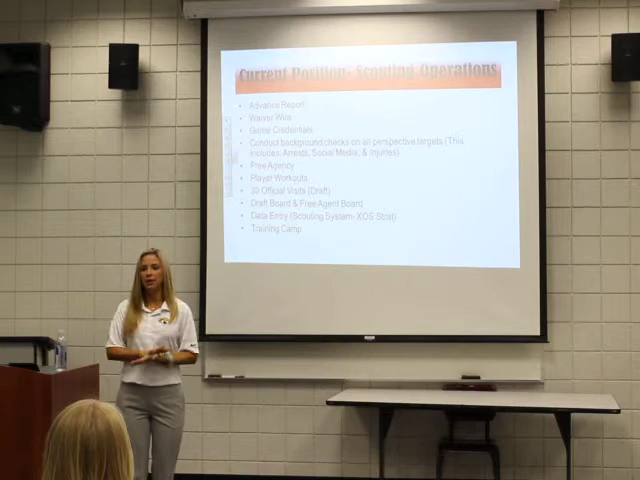 Current Position- Scouting Operations
• Advance Report
• Waiver Wire
• Game Credentials
• Conduct background checks on all perspective targets (This
includes: Arrests, Social Media, & Injuries)
• Free Agency
• Player Workouts
• 30 Official Visits (Draft)
• Draft Board & Free Agent Board
• Data Entry (Scouting System- XOS Strat)
• Training Camp